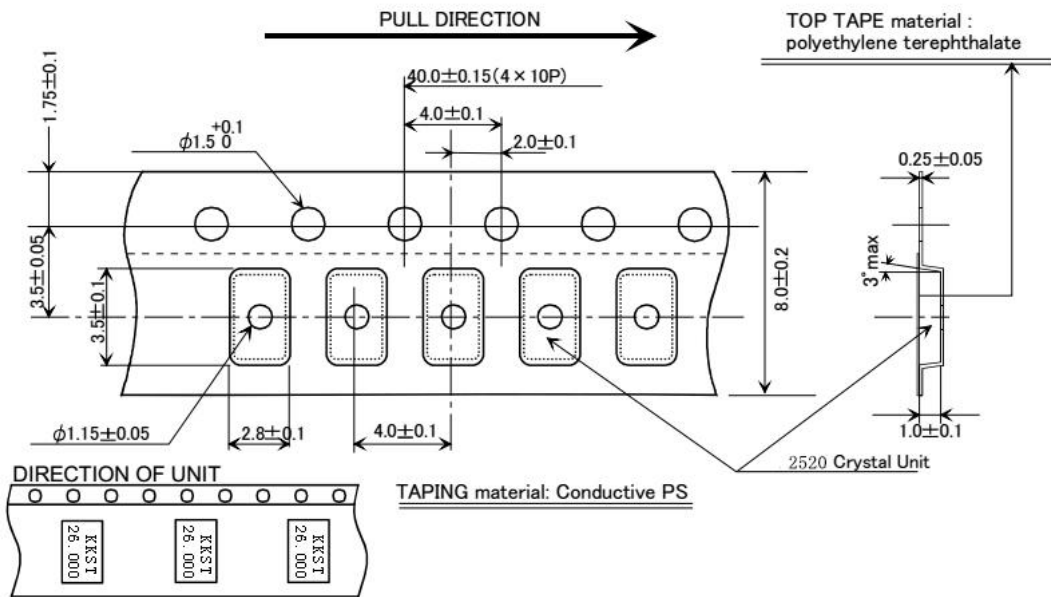 PULL DIRECTION
TOP TAPE material :
polyethylene terephthalate
1.75±0.1
40.0±0.15(4×10P)
4.0±0.1
+0.1
φ1.5 0
2.0±0.1
0.25±0.05
3.5±0.05
3.5±0.1
8.0±0.2
3°max
φ1.15±0.05
2.8±0.1
4.0±0.1
1.0±0.1
2520 Crystal Unit
DIRECTION OF UNIT
TAPING material: Conductive PS
KKST
26.000
KKST
26.000
KKST
26.000